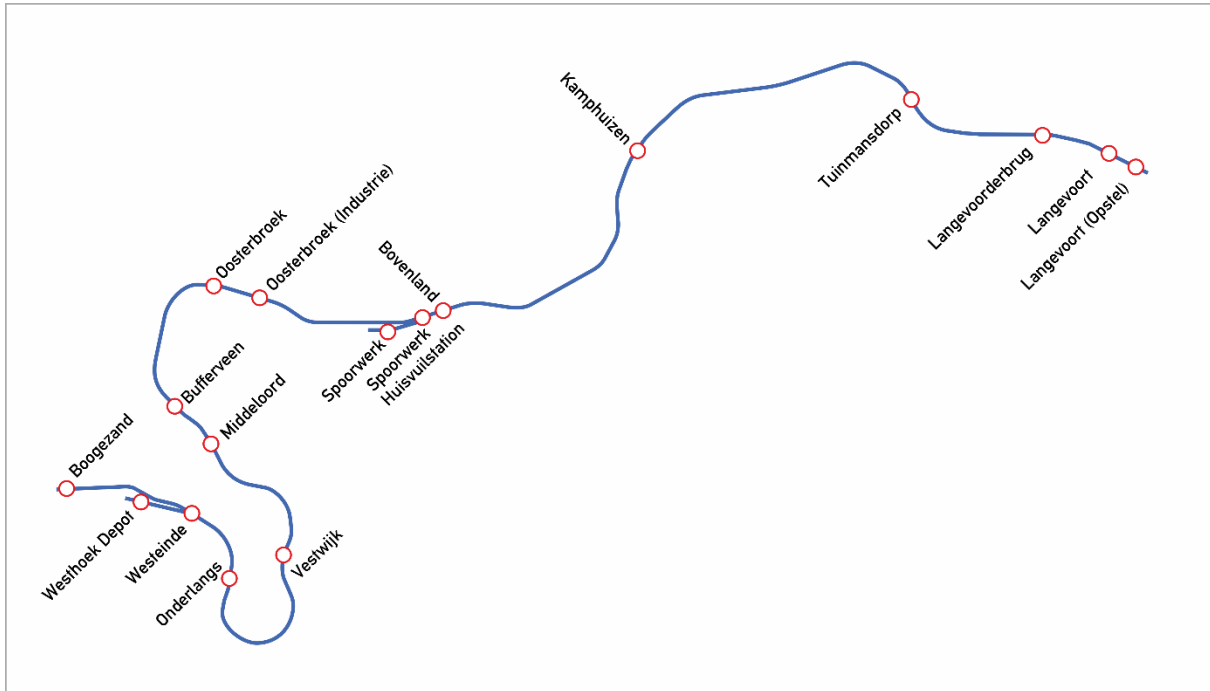 Kamphuizen
Tuinmansdorp
Langevoorderbrug
Langevoort
Langevoort (Opstel)
Oosterbroek
Oosterbroek (Industrie)
Bovenland
Spoorwerk
Spoorwerk
Huisvuilstation
Bufferveen
Middeloord
Boogezand
Westhoek Depot
Westeinde
Onderlangs
Vestwijk